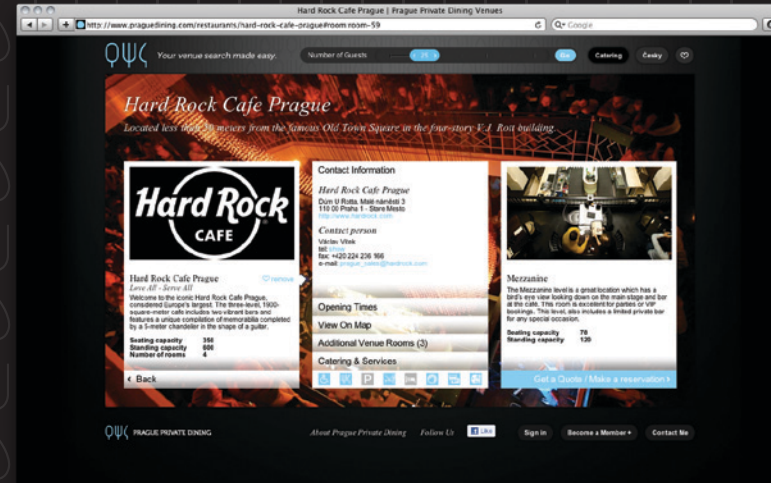 Hard Rock Cafe Prague | Prague Private Dining Venues
http://www.praguedining.com/restaurants/hard-rock-cafe-prague#room:room-59
Google
Your venue search made easy.
Number of Guests
Go
Catering
Česky
Hard Rock Cafe Prague
Located less than meters from the famous Old Town Square in the four-story V.J. Rott building.
Hard Rock
CAFE
Hard Rock Cafe Prague
remove
Love All - Serve All
Welcome to the iconic Hard Rock Cafe Prague,
considered Europe's largest. The three-level, 1900-
square-meter cafe includes two vibrant bars and
features a unique compilation of memorabilia completed
by a 5-meter chandelier in the shape of a guitar.
Seating capacity 350
Standing capacity 600
Number of rooms 4
‹ Back
Contact Information
Hard Rock Cafe Prague
Dům U Rotta, Malé náměstí 3
110 00 Praha 1 - Stare Mesto
http://www.hardrock.com
Contact person
Václav Vítek
tel: show
fax: +420 224 236 166
e-mail: prague_sales@hardrock.com
Opening Times
View On Map
Additional Venue Rooms (3)
Catering & Services
Mezzanine
The Mezzanine level is a great location which has a
bird's eye view looking down on the main stage and bar
at the cafe. This room is excellent for parties or VIP
bookings. This level, also includes a limited private bar
for any special occasion.
Seating capacity 78
Standing capacity 120
Get a Quote / Make a reservation ›
PRAGUE PRIVATE DINING
About Prague Private Dining
Follow Us
Like
Sign in
Become a Member +
Contact Me